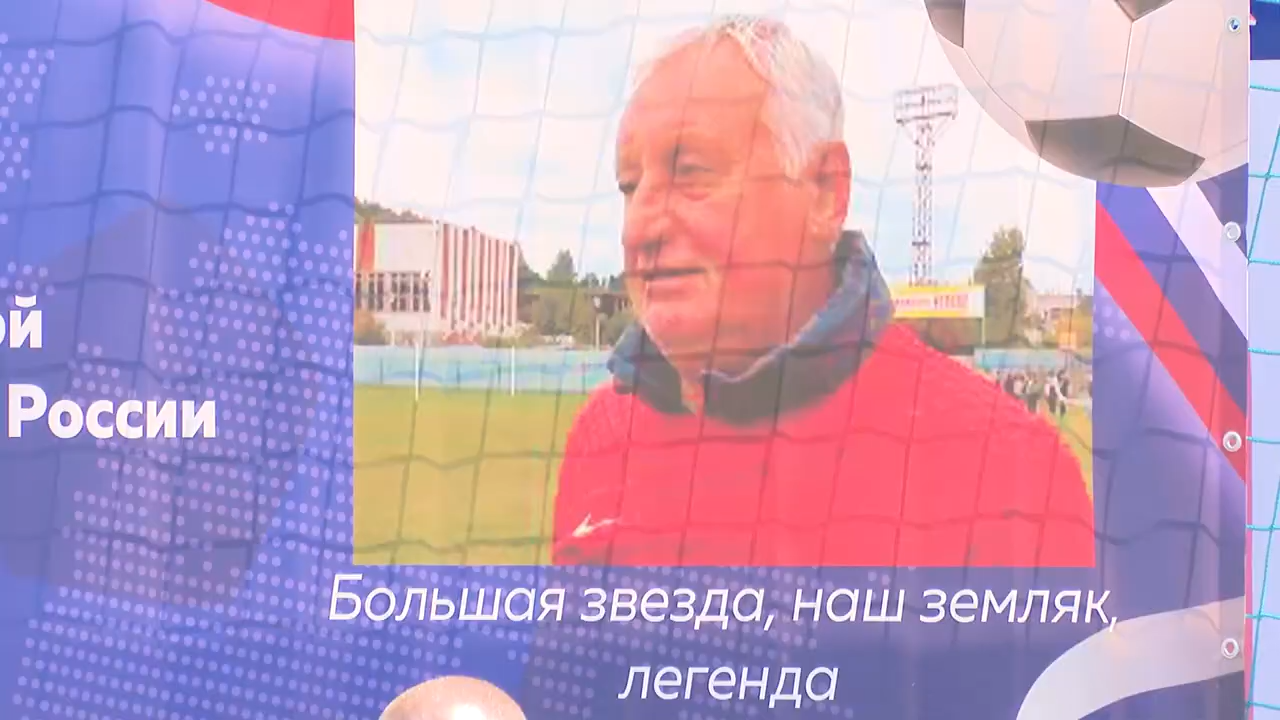 ой
России
Большая звезда, наш земляк,
легенда